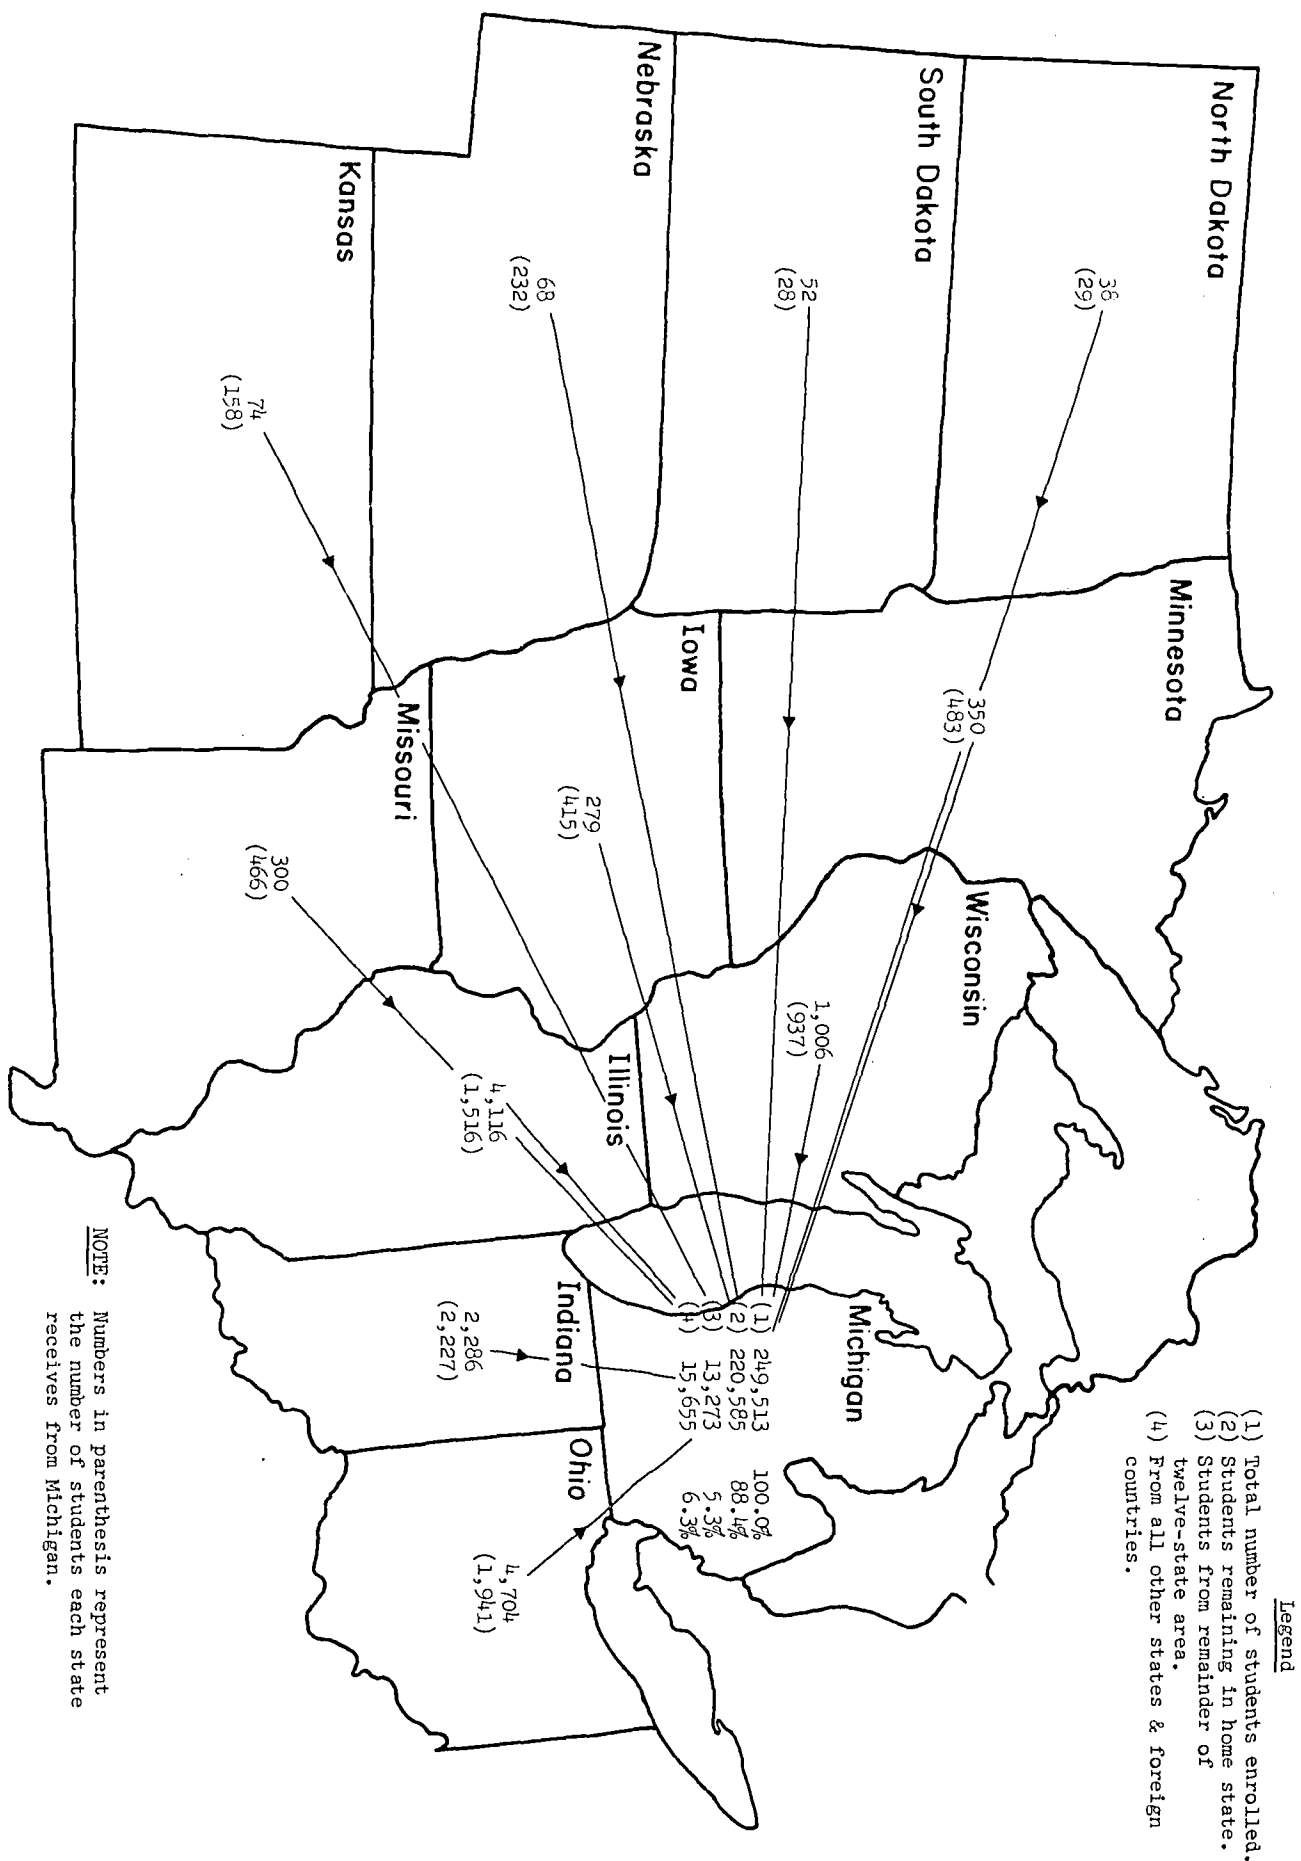 Legend
(1) Total number of students enrolled.
(2) Students remaining in home state.
(3) Students from remainder of
twelve-state area.
(4) From all other states & foreign
countries.
North Dakota
38
(29)
Minnesota
350
(483)
South Dakota
52
(28)
Wisconsin
1,006
(937)
Michigan
(1) 249,513 100.0%
(2) 220,585 88.4%
(3) 13,273 5.3%
(4) 15,655 6.3%
Nebraska
68
(232)
Iowa
279
(415)
Illinois
4,116
(1,516)
Indiana
2,286
(2,227)
Ohio
4,704
(1,941)
Kansas
74
(158)
Missouri
300
(466)
NOTE: Numbers in parenthesis represent
the number of students each state
receives from Michigan.